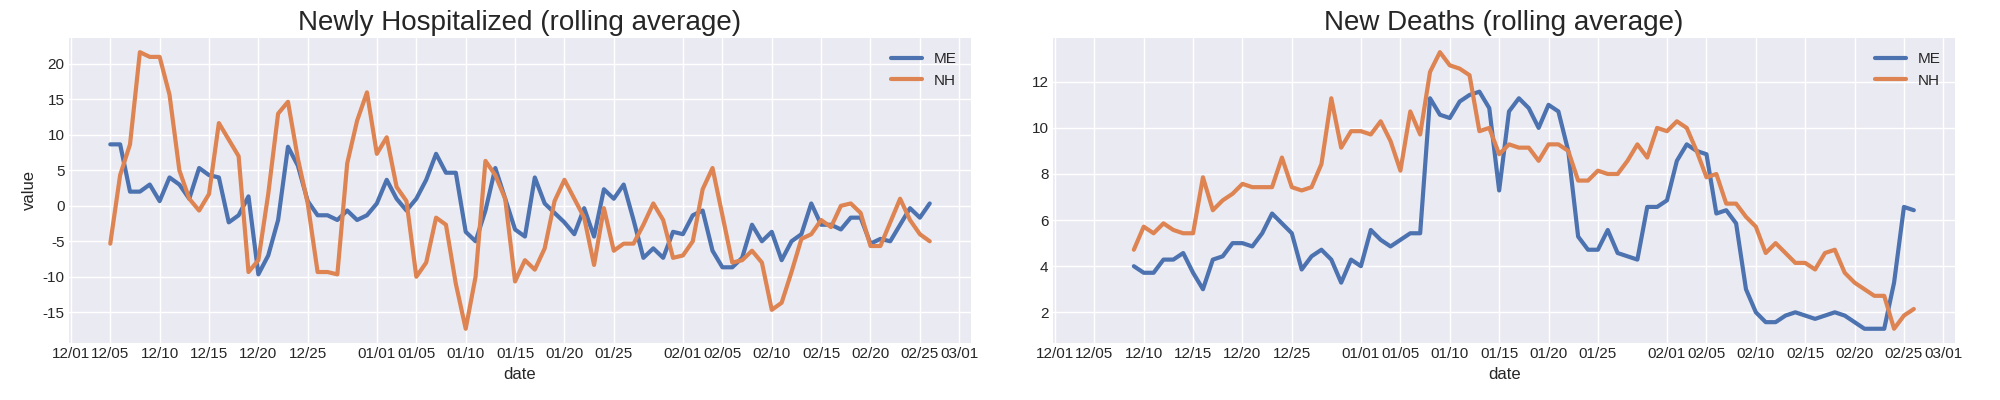 Newly Hospitalized (rolling average)
ME
NH
value
20
15
10
5
0
-5
-10
-15
12/01 12/05 12/10 12/15 12/20 12/25 01/01 01/05 01/10 01/15 01/20 01/25 02/01 02/05 02/10 02/15 02/20 02/25 03/01
date
New Deaths (rolling average)
ME
NH
12
10
8
6
4
2
12/01 12/05 12/10 12/15 12/20 12/25 01/01 01/05 01/10 01/15 01/20 01/25 02/01 02/05 02/10 02/15 02/20 02/25 03/01
date